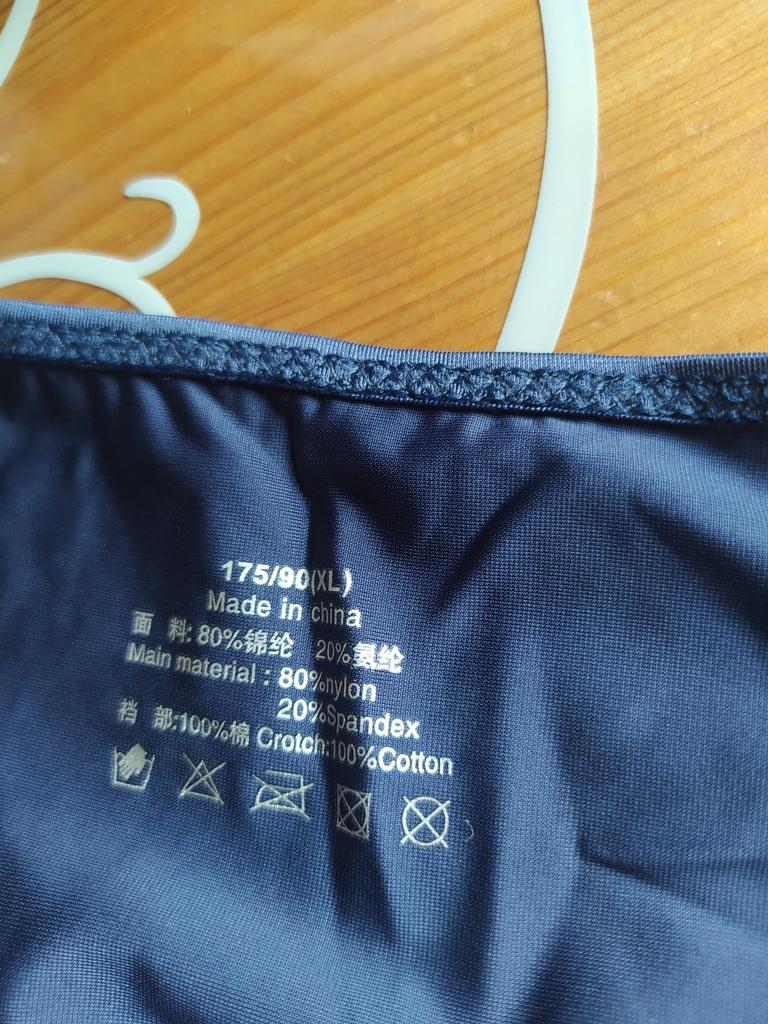 175/90(XL)
Made in china
面 料: 80%锦纶 20%氨纶
Main material : 80%nylon
20%Spandex
裆 部:100%棉 Crotch:100%Cotton